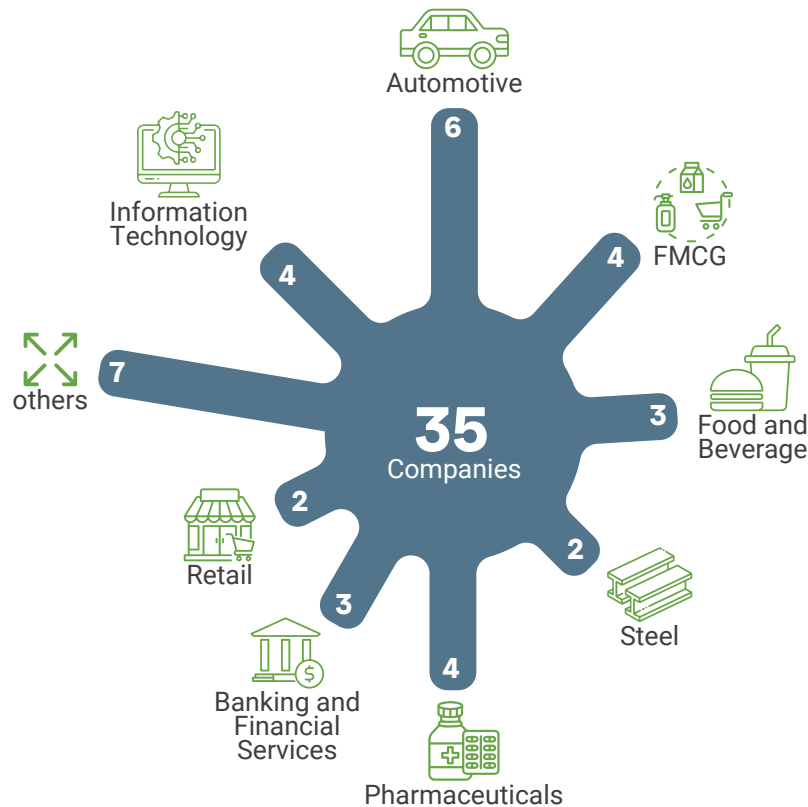 Automotive
6
Information
Technology
4
4
FMCG
others
7
3
Food and
Beverage
35
Companies
2
Retail
2
Steel
3
Banking and
Financial
Services
$
4
Pharmaceuticals